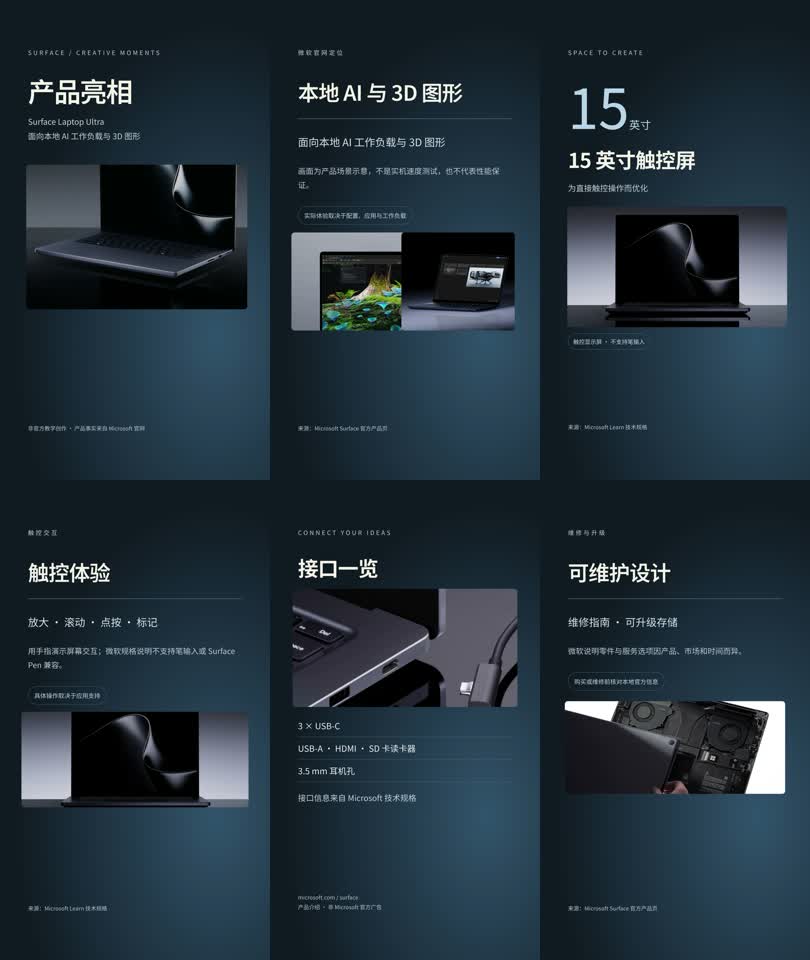 SURFACE / CREATIVE MOMENTS
产品亮相
Surface Laptop Ultra
面向本地 AI 工作负载与 3D 图形
非官方教学创作 · 产品事实来自 Microsoft 官网
微软官网定位
本地 AI 与 3D 图形
面向本地 AI 工作负载与 3D 图形
画面为产品场景示意，不是实机速度测试，也不代表性能保
证。
实际体验取决于配置、应用与工作负载
来源：Microsoft Surface 官方产品页
SPACE TO CREATE
15英寸
15 英寸触控屏
为直接触控操作而优化
触控显示屏 · 不支持笔输入
来源：Microsoft Learn 技术规格
触控交互
触控体验
放大 · 滚动 · 点按 · 标记
用手指演示屏幕交互；微软规格说明不支持笔输入或 Surface
Pen 兼容。
具体操作取决于应用支持
来源：Microsoft Learn 技术规格
CONNECT YOUR IDEAS
接口一览
Del
3 × USB-C
USB-A · HDMI · SD 卡读卡器
3.5 mm 耳机孔
接口信息来自 Microsoft 技术规格
microsoft.com / surface
产品介绍 · 非 Microsoft 官方广告
维修与升级
可维护设计
维修指南 · 可升级存储
微软说明零件与服务选项因产品、市场和时间而异。
购买或维修前核对本地官方信息
来源：Microsoft Surface 官方产品页